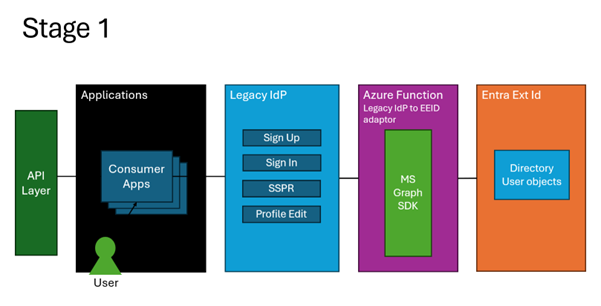 Stage 1
API
Layer
Applications
Consumer
Apps
User
Legacy IdP
Sign Up
Sign In
SSPR
Profile Edit
Azure Function
Legacy IdP to EEID
adaptor
MS
Graph
SDK
Entra Ext Id
Directory
User objects